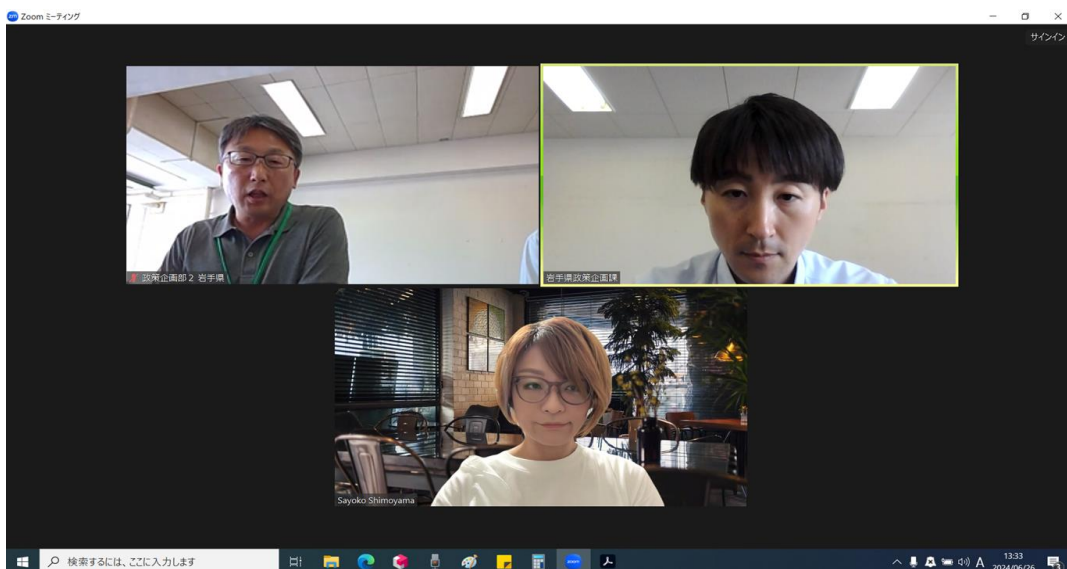 zm Zoom ミーティング
サインイン
政策企画部2 岩手県
岩手県政策企画課
Sayoko Shimoyama
検索するには、ここに入力します
zoom
A
13:33
2024/06/26